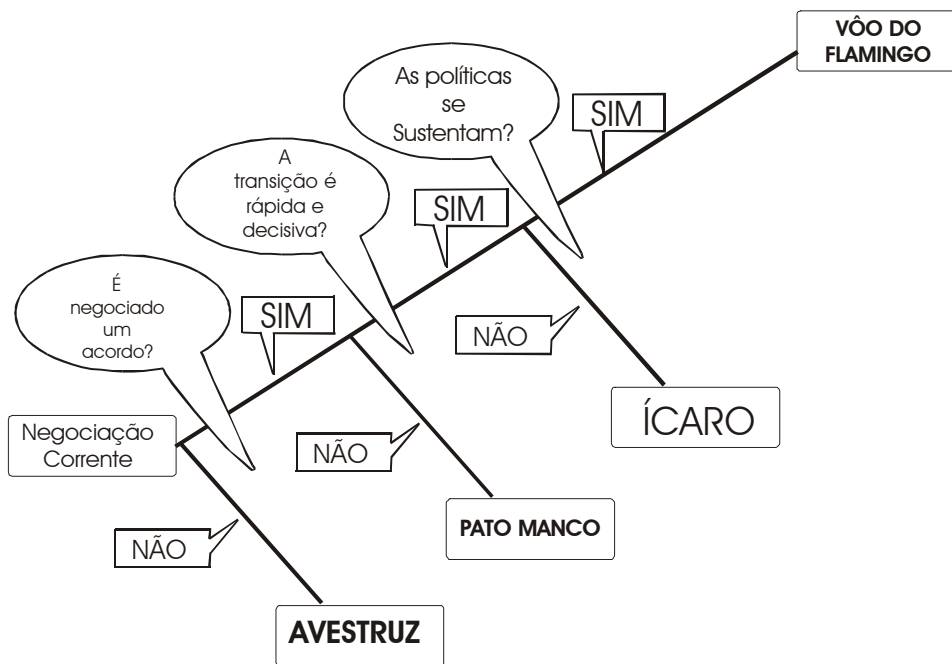 VÔO DO
FLAMINGO
As políticas
se
Sustentam?
SIM
A
transição é
rápida e
decisiva?
SIM
É
negociado
um
acordo?
SIM
NÃO
ÍCARO
Negociação
Corrente
NÃO
PATO MANCO
NÃO
AVESTRUZ